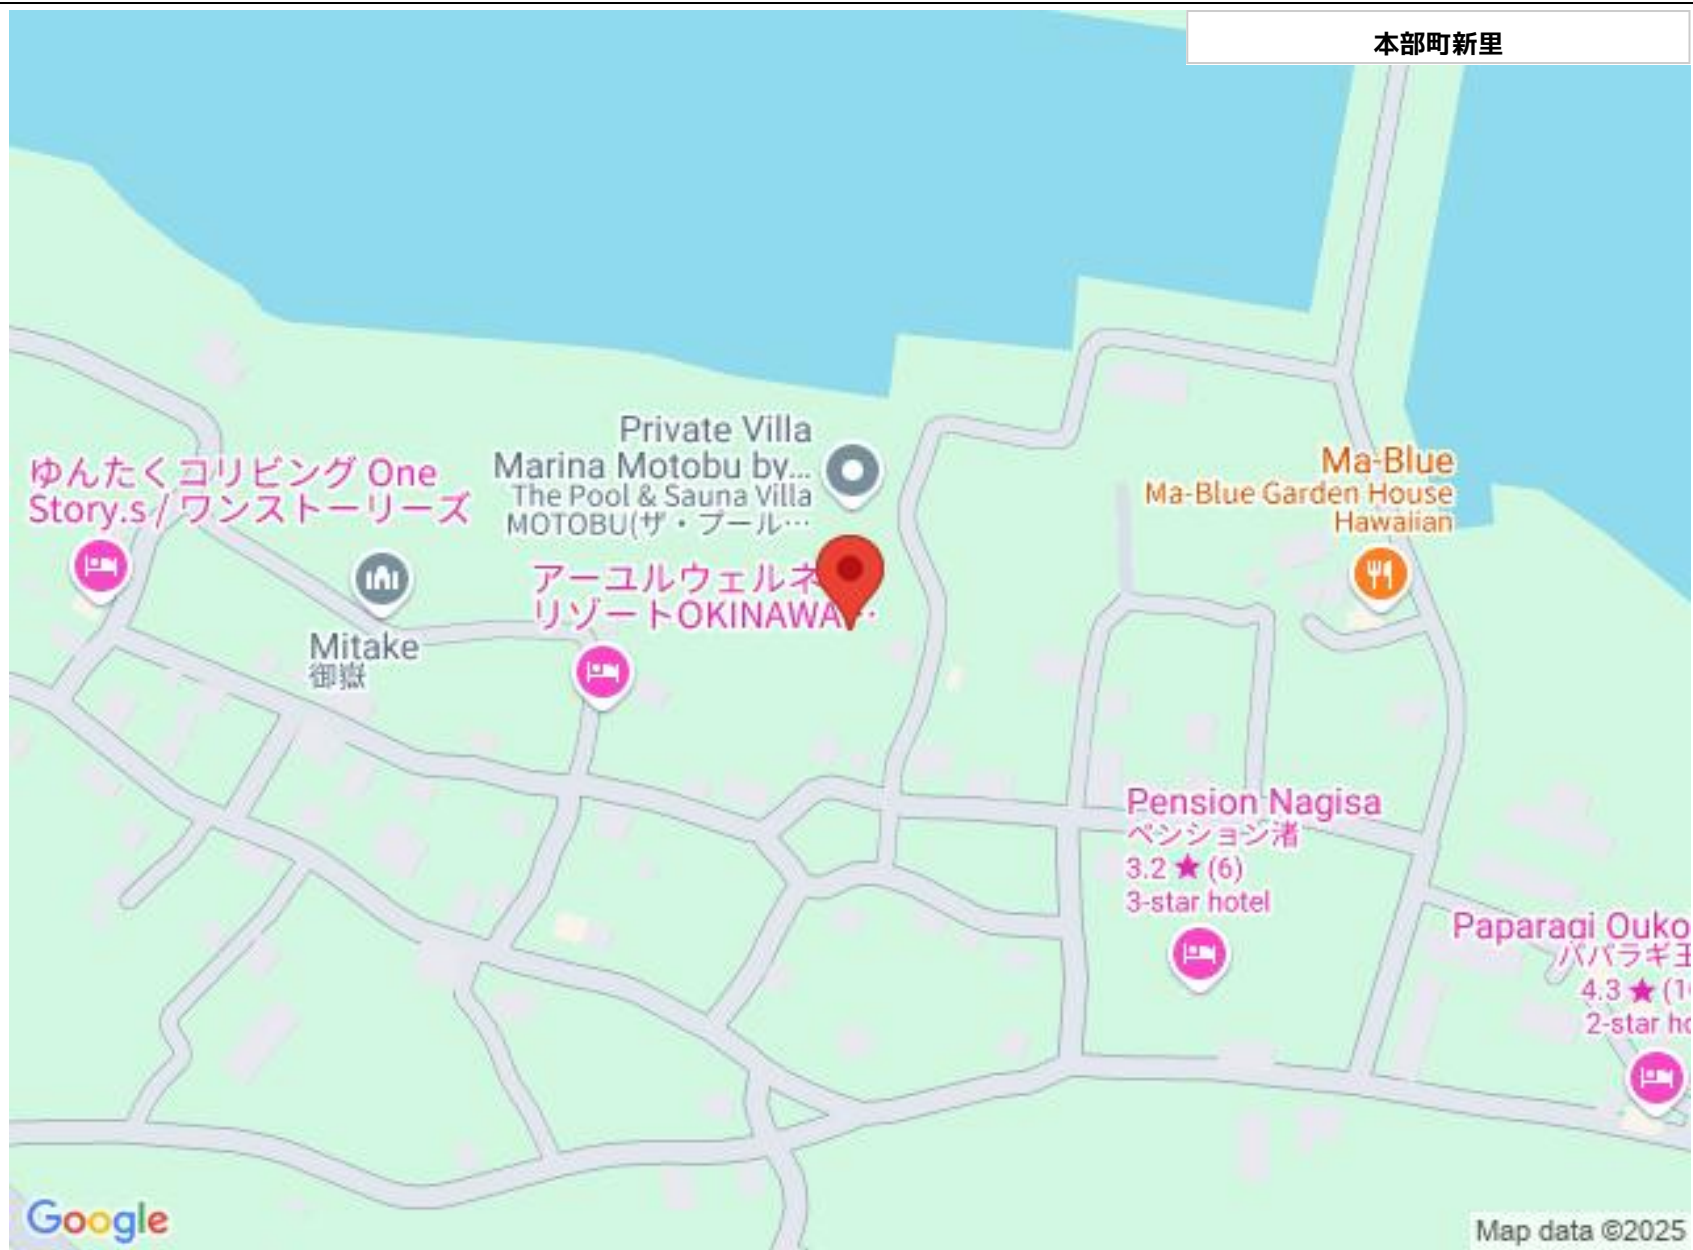 本部町新里
Private Villa
Marina Motobu by...
The Pool & Sauna Villa
MOTOBU(ザ・プール…
ゆんたくコリビング One
Story.s / ワンストーリーズ
Ma-Blue
Ma-Blue Garden House
Hawaiian
アーユルウェルネ
リゾートOKINAWA…
Mitake
御嶽
Pension Nagisa
ペンション渚
3.2 ★ (6)
3-star hotel
Paparagi Ouko
パパラギ王
4.3 ★ (1
2-star ho
Google
Map data ©2025